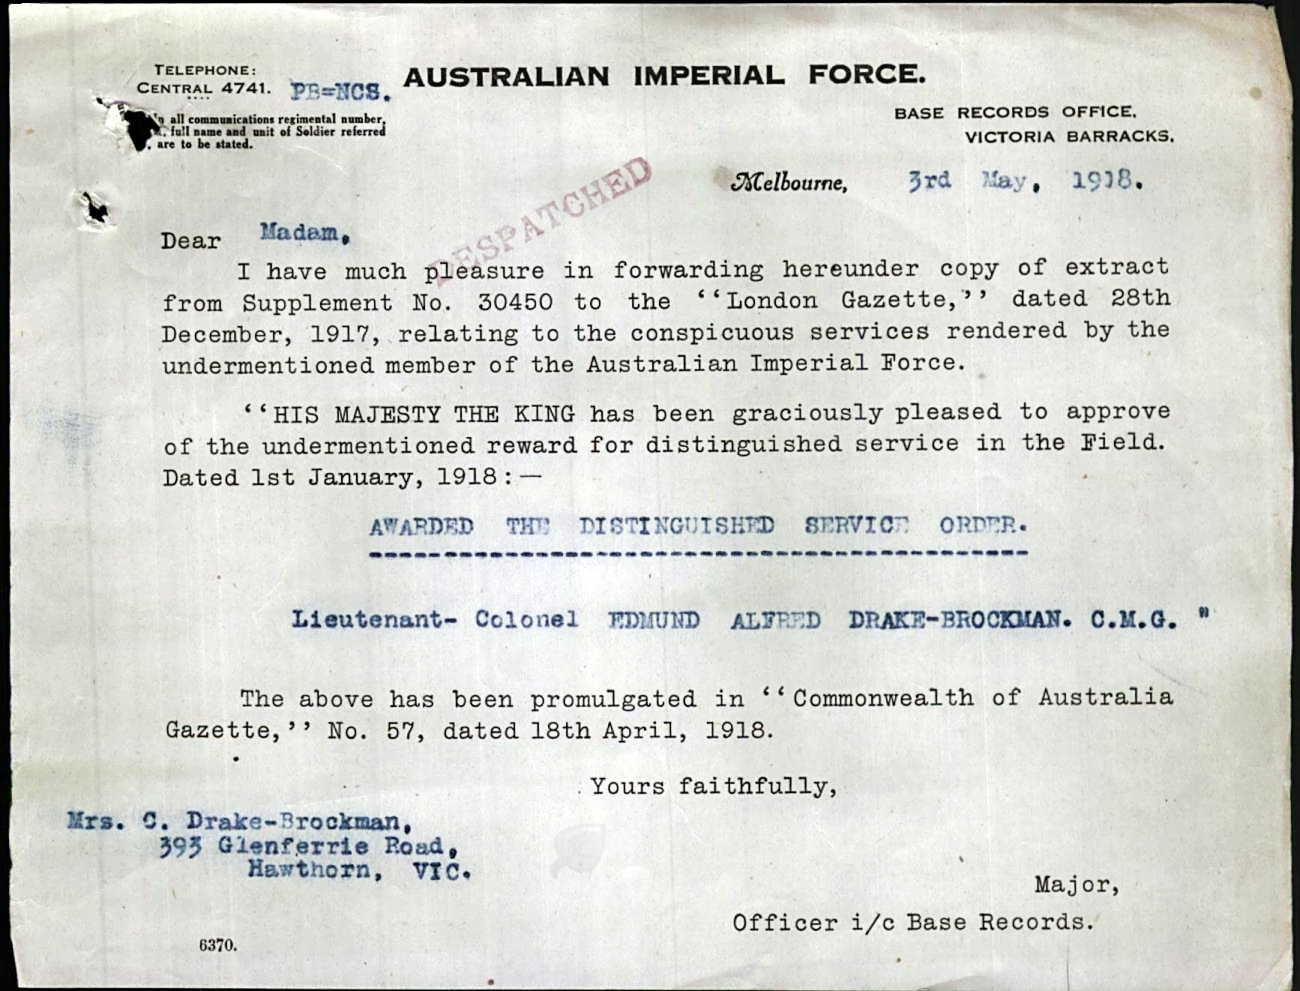 TELEPHONE:
CENTRAL 4741.
PB=NCS.
AUSTRALIAN IMPERIAL FORCE.
all communications regimental number,
full name and unit of Soldier referred
are to be stated.
BASE RECORDS OFFICE,
VICTORIA BARRACKS,
Melbourne, 3rd May, 1918.
DESPATCHED
Dear Madam,
I have much pleasure in forwarding hereunder copy of extract
from Supplement No. 30450 to the ‘‘London Gazette,’’ dated 28th
December, 1917, relating to the conspicuous services rendered by the
undermentioned member of the Australian Imperial Force.
‘‘HIS MAJESTY THE KING has been graciously pleased to approve
of the undermentioned reward for distinguished service in the Field.
Dated 1st January, 1918:—
AWARDED THE DISTINGUISHED SERVICE ORDER.
Lieutenant- Colonel EDMUND ALFRED DRAKE-BROCKMAN. C.M.G. "
The above has been promulgated in ‘‘Commonwealth of Australia
Gazette,’’ No. 57, dated 18th April, 1918.
Yours faithfully,
Mrs. C. Drake-Brockman,
393 Glenferrie Road,
Hawthorn, VIC.
Major,
Officer i/c Base Records.
6370.